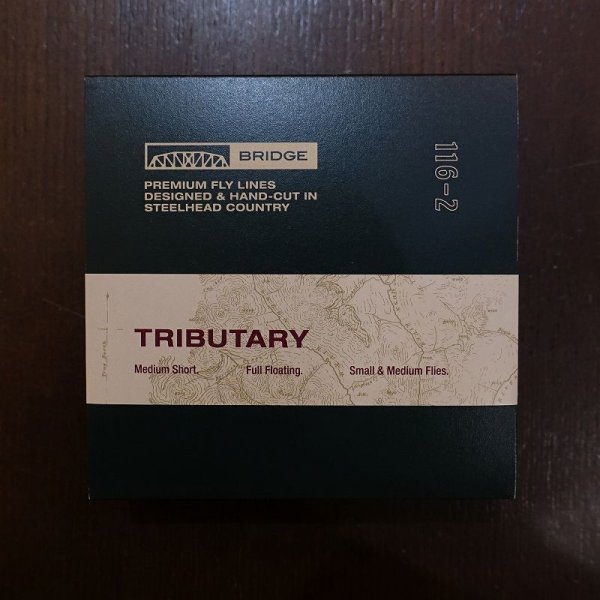 BRIDGE
116-2
PREMIUM FLY LINES
DESIGNED & HAND-CUT IN
STEELHEAD COUNTRY
TRIBUTARY
Medium Short. Full Floating. Small & Medium Flies.